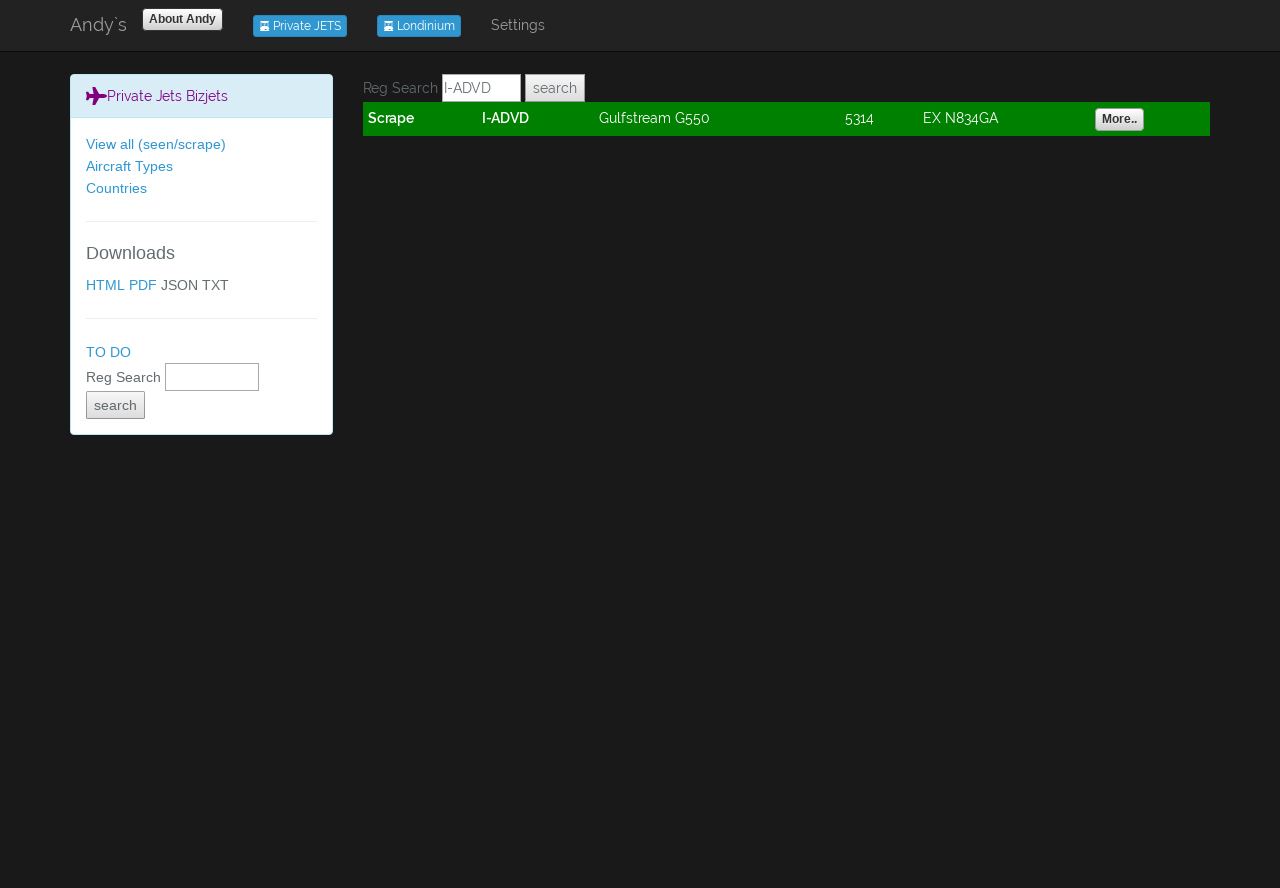 Andy`s About Andy Private JETS Londinium Settings
Private Jets Bizjets
View all (seen/scrape)
Aircraft Types
Countries
Downloads
HTML PDF JSON TXT
TO DO
Reg Search
search
Reg Search I-ADVD search
Scrape I-ADVD Gulfstream G550 5314 EX N834GA More..